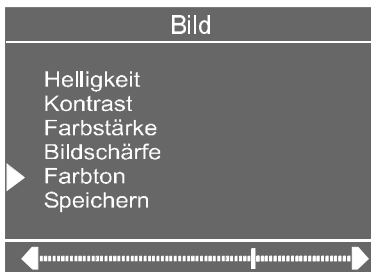 Bild
Helligkeit
Kontrast
Farbstärke
Bildschärfe
Farbton
Speichern